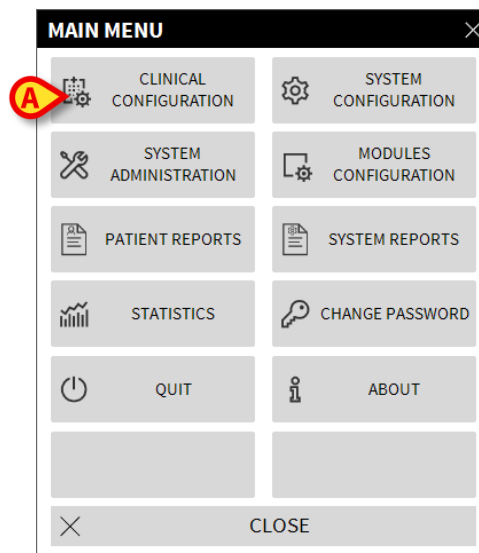 MAIN MENU
A
CLINICAL
CONFIGURATION
SYSTEM
CONFIGURATION
SYSTEM
ADMINISTRATION
MODULES
CONFIGURATION
PATIENT REPORTS
SYSTEM REPORTS
STATISTICS
CHANGE PASSWORD
QUIT
ABOUT
CLOSE